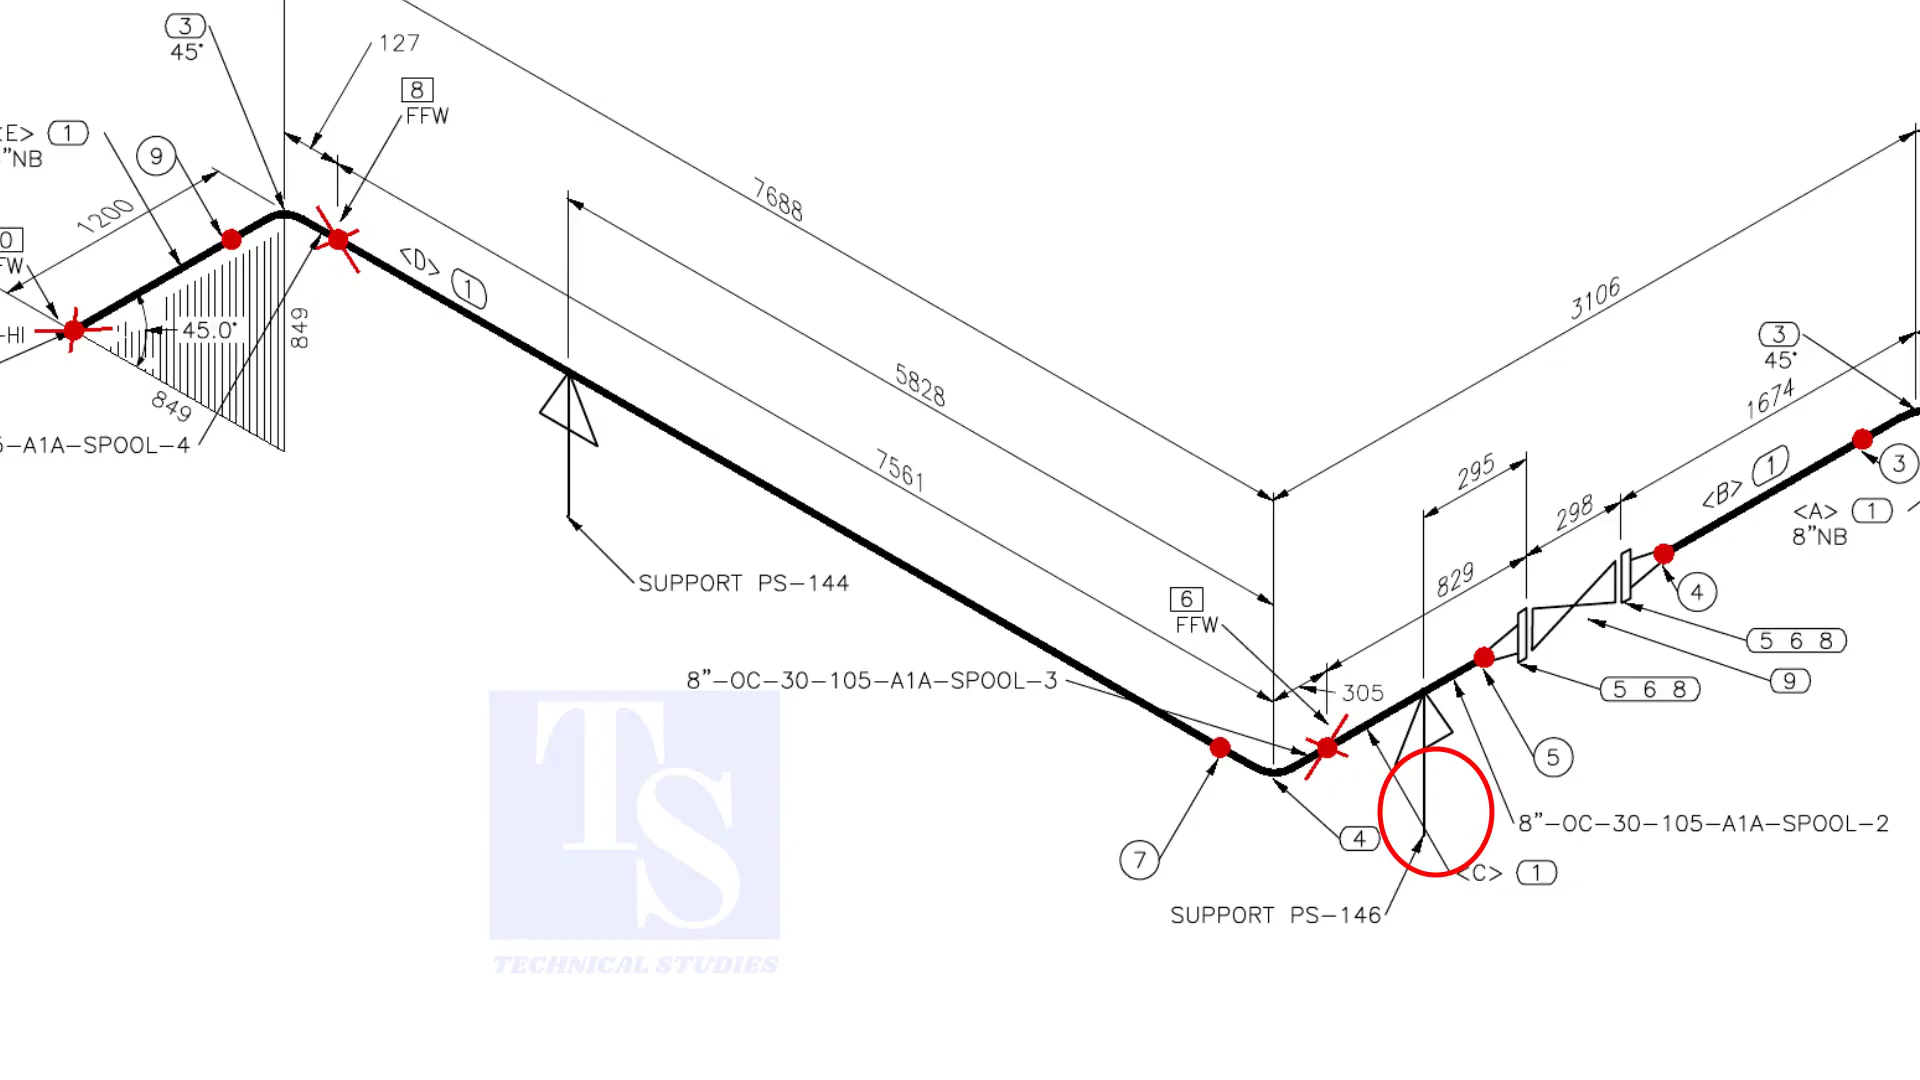 3
45°
127
8
FFW
<E> 1
"NB
9
1200
7688
0
FW
<D> 1
-HI
45.0°
849
849
3106
3
45°
5828
1674
-A1A-SPOOL-4
7561
295
298
<B> 1
3
<A> 1
8"NB
SUPPORT PS-144
829
6
FFW
4
5 6 8
9
8"-OC-30-105-A1A-SPOOL-3
305
5 6 8
5
7
4
8"-OC-30-105-A1A-SPOOL-2
<C> 1
SUPPORT PS-146
TS
TECHNICAL STUDIES